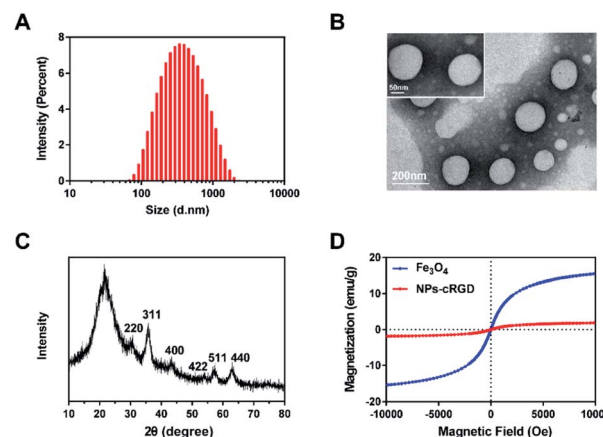 A
Intensity (Percent)
8
6
4
2
0
10
100
1000
10000
Size (d.nm)
B
50nm
200nm
C
Intensity
220
311
400
422
511
440
10
20
30
40
50
60
70
80
2θ (degree)
D
Magnetization (emu/g)
20
10
0
-10
-20
Fe3O4
NPs-cRGD
-10000
-5000
0
5000
10000
Magnetic Field (Oe)